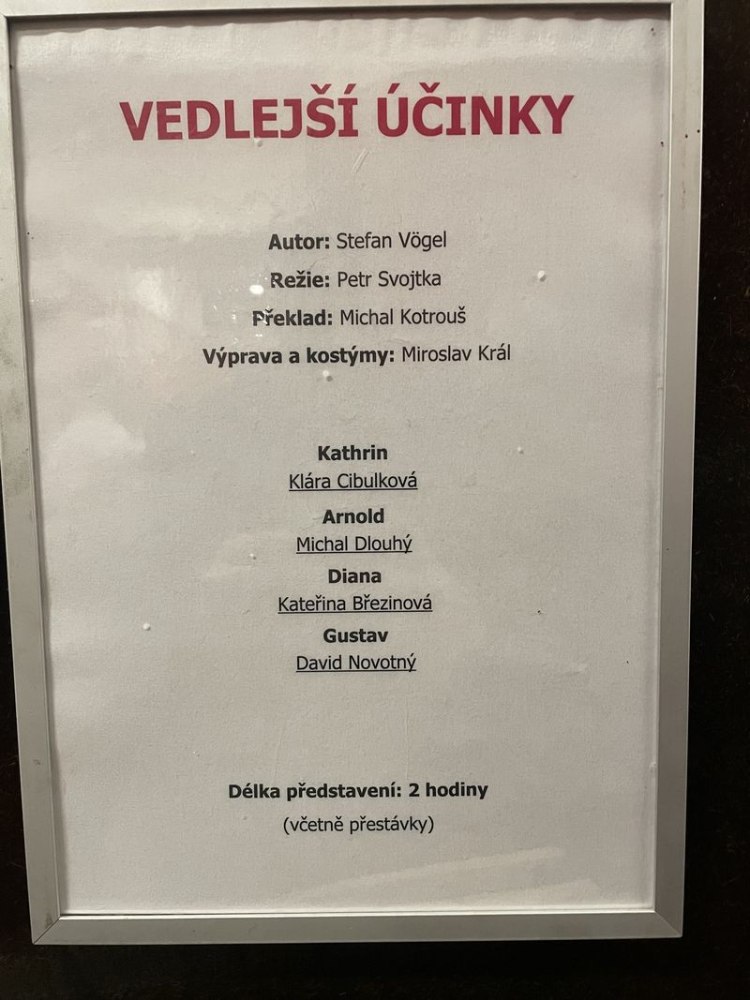 VEDLEJŠÍ ÚČINKY
Autor: Stefan Vögel
Režie: Petr Svojtka
Překlad: Michal Kotrouš
Výprava a kostýmy: Miroslav Král
Kathrin
Klára Cibulková
Arnold
Michal Dlouhý
Diana
Kateřina Březinová
Gustav
David Novotný
Délka představení: 2 hodiny
(včetně přestávky)